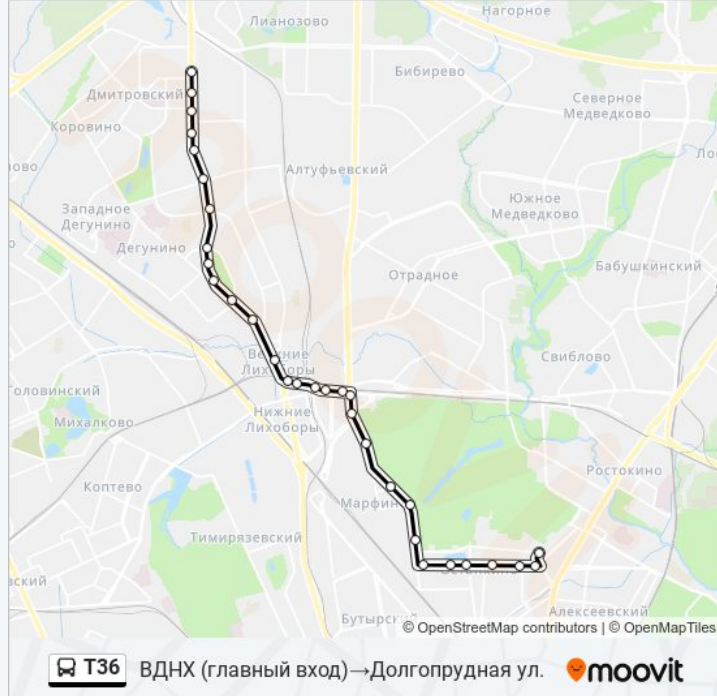 Нагорное
Лианозово
Бибирево
Дмитровский
Северное
Медведково
Коровино
Алтуфьевский
Западное
Дегунино
Южное
Медведково
Дегунино
Отрадное
Бабушкинский
Верхние
Лихоборы
Свиблово
Головинский
Михалково
Нижние
Лихоборы
Коптево
Ростокино
Марфино
Тимирязевский
Алексеевский
Бутырский
© OpenStreetMap contributors | © OpenMapTiles
T36 ВДНХ (главный вход)→Долгопрудная ул. moovit